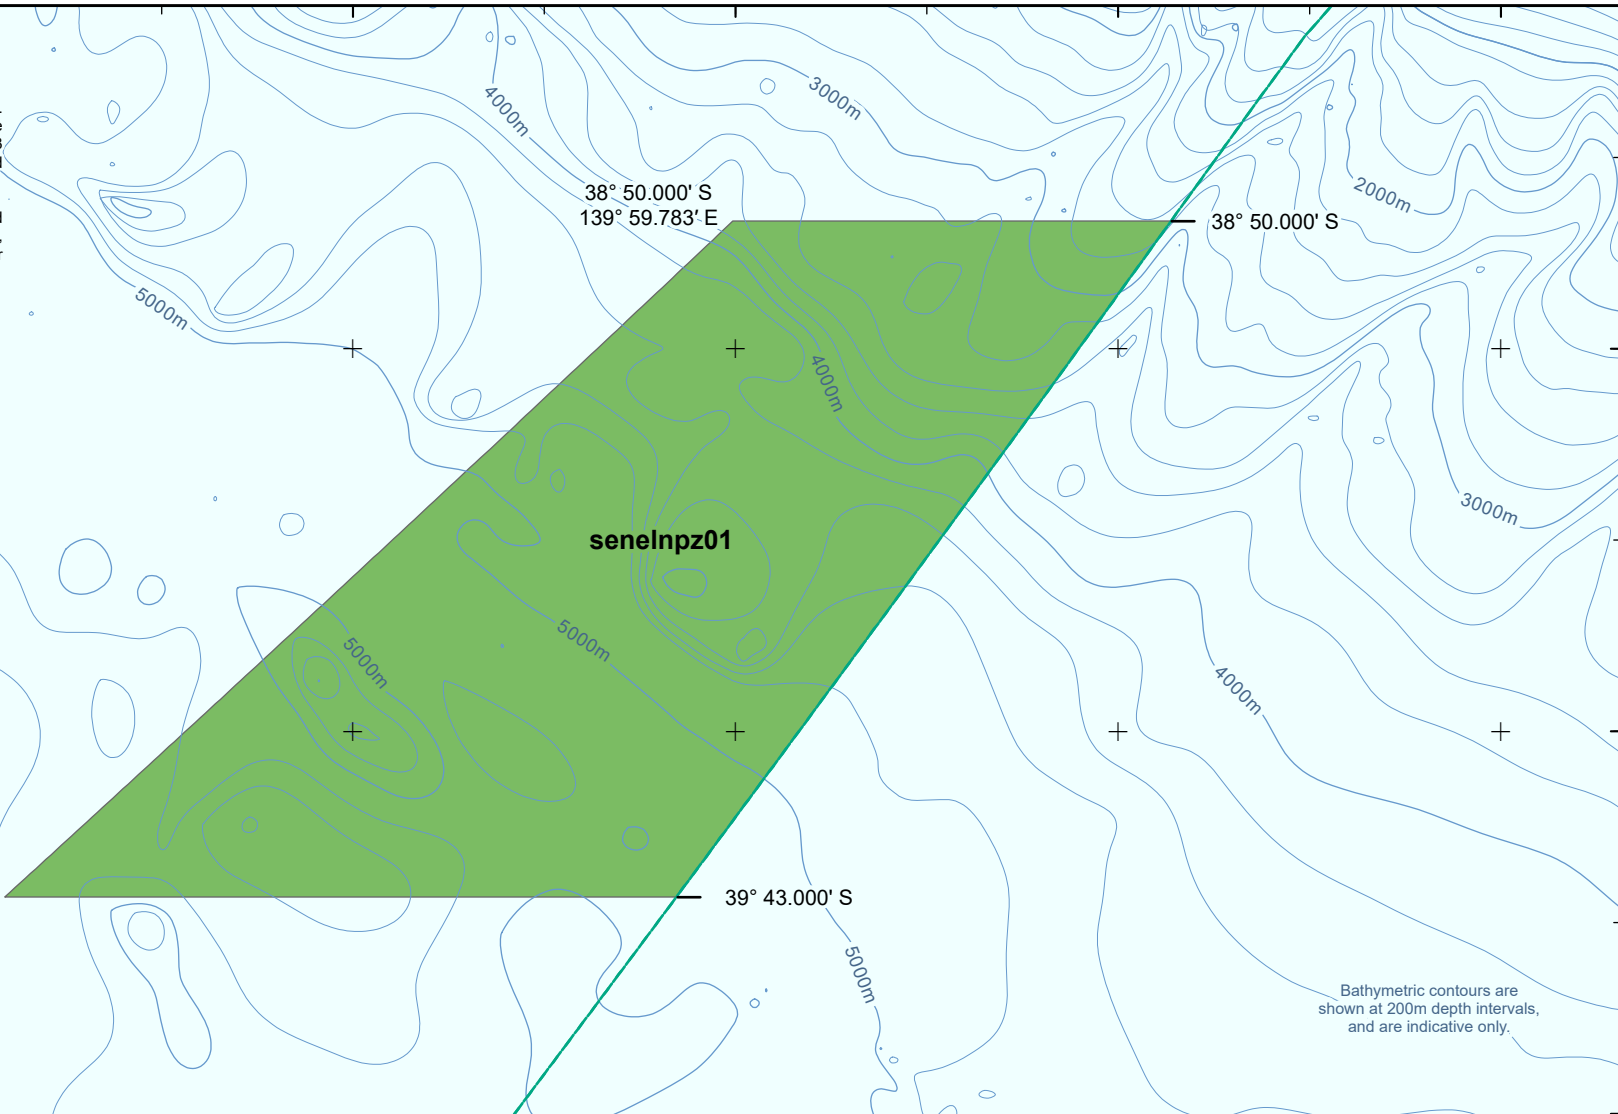 4000m
3000m
2000m
38° 50.000' S
139° 59.783' E
38° 50.000' S
5000m
4000m
3000m
senelnpz01
5000m
5000m
4000m
39° 43.000' S
5000m
Bathymetric contours are
shown at 200m depth intervals,
and are indicative only.